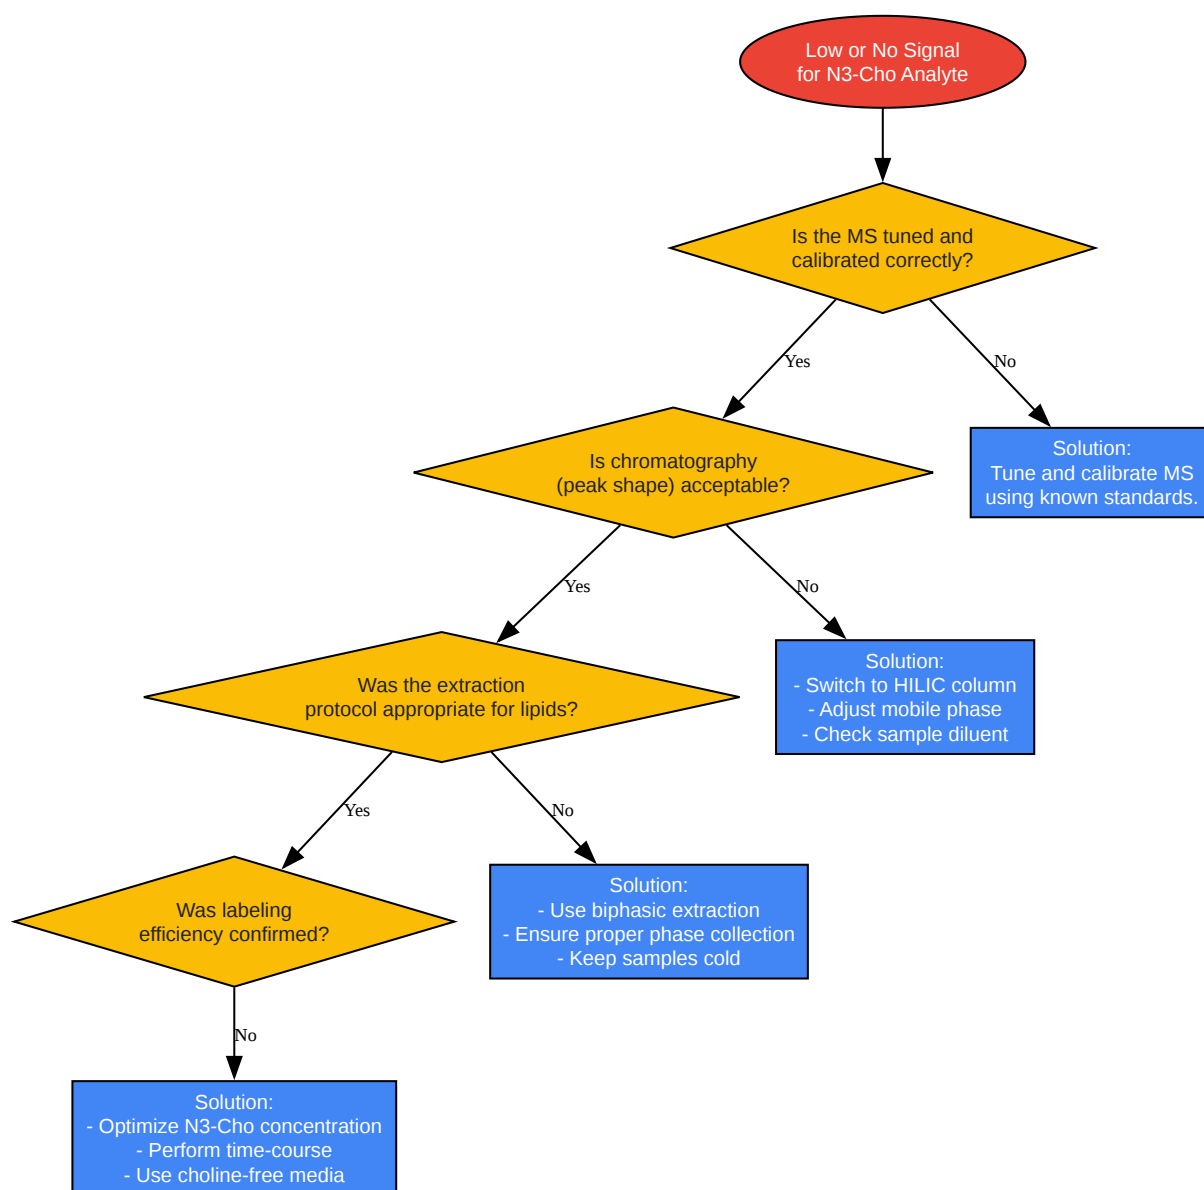 Low or No Signal
for N3-Cho Analyte
Is the MS tuned and
calibrated correctly?
Yes
No
Is chromatography
(peak shape) acceptable?
Solution:
Tune and calibrate MS
using known standards.
Yes
No
Was the extraction
protocol appropriate for lipids?
Solution:
- Switch to HILIC column
- Adjust mobile phase
- Check sample diluent
Yes
No
Was labeling
efficiency confirmed?
Solution:
- Use biphasic extraction
- Ensure proper phase collection
- Keep samples cold
No
Solution:
- Optimize N3-Cho concentration
- Perform time-course
- Use choline-free media